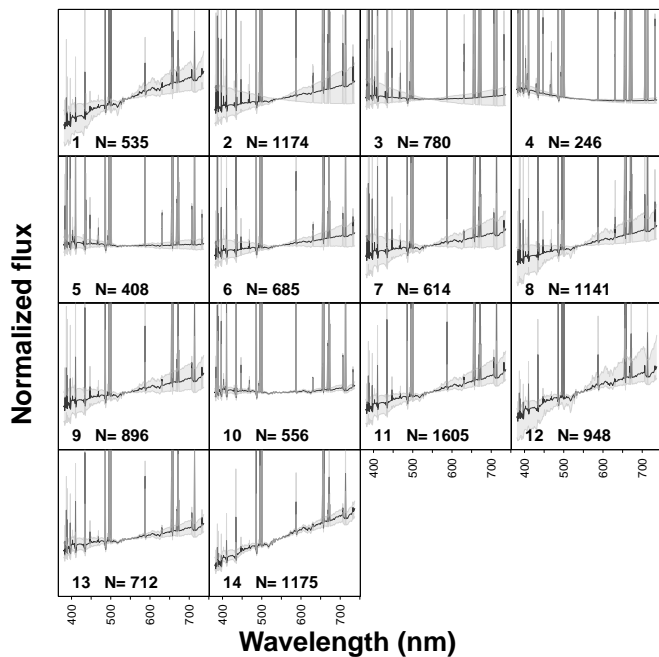 Normalized flux
1 N= 535
2 N= 1174
3 N= 780
4 N= 246
5 N= 408
6 N= 685
7 N= 614
8 N= 1141
9 N= 896
10 N= 556
11 N= 1605
12 N= 948
400 500 600 700
400 500 600 700
13 N= 712
14 N= 1175
400 500 600 700
400 500 600 700
Wavelength (nm)